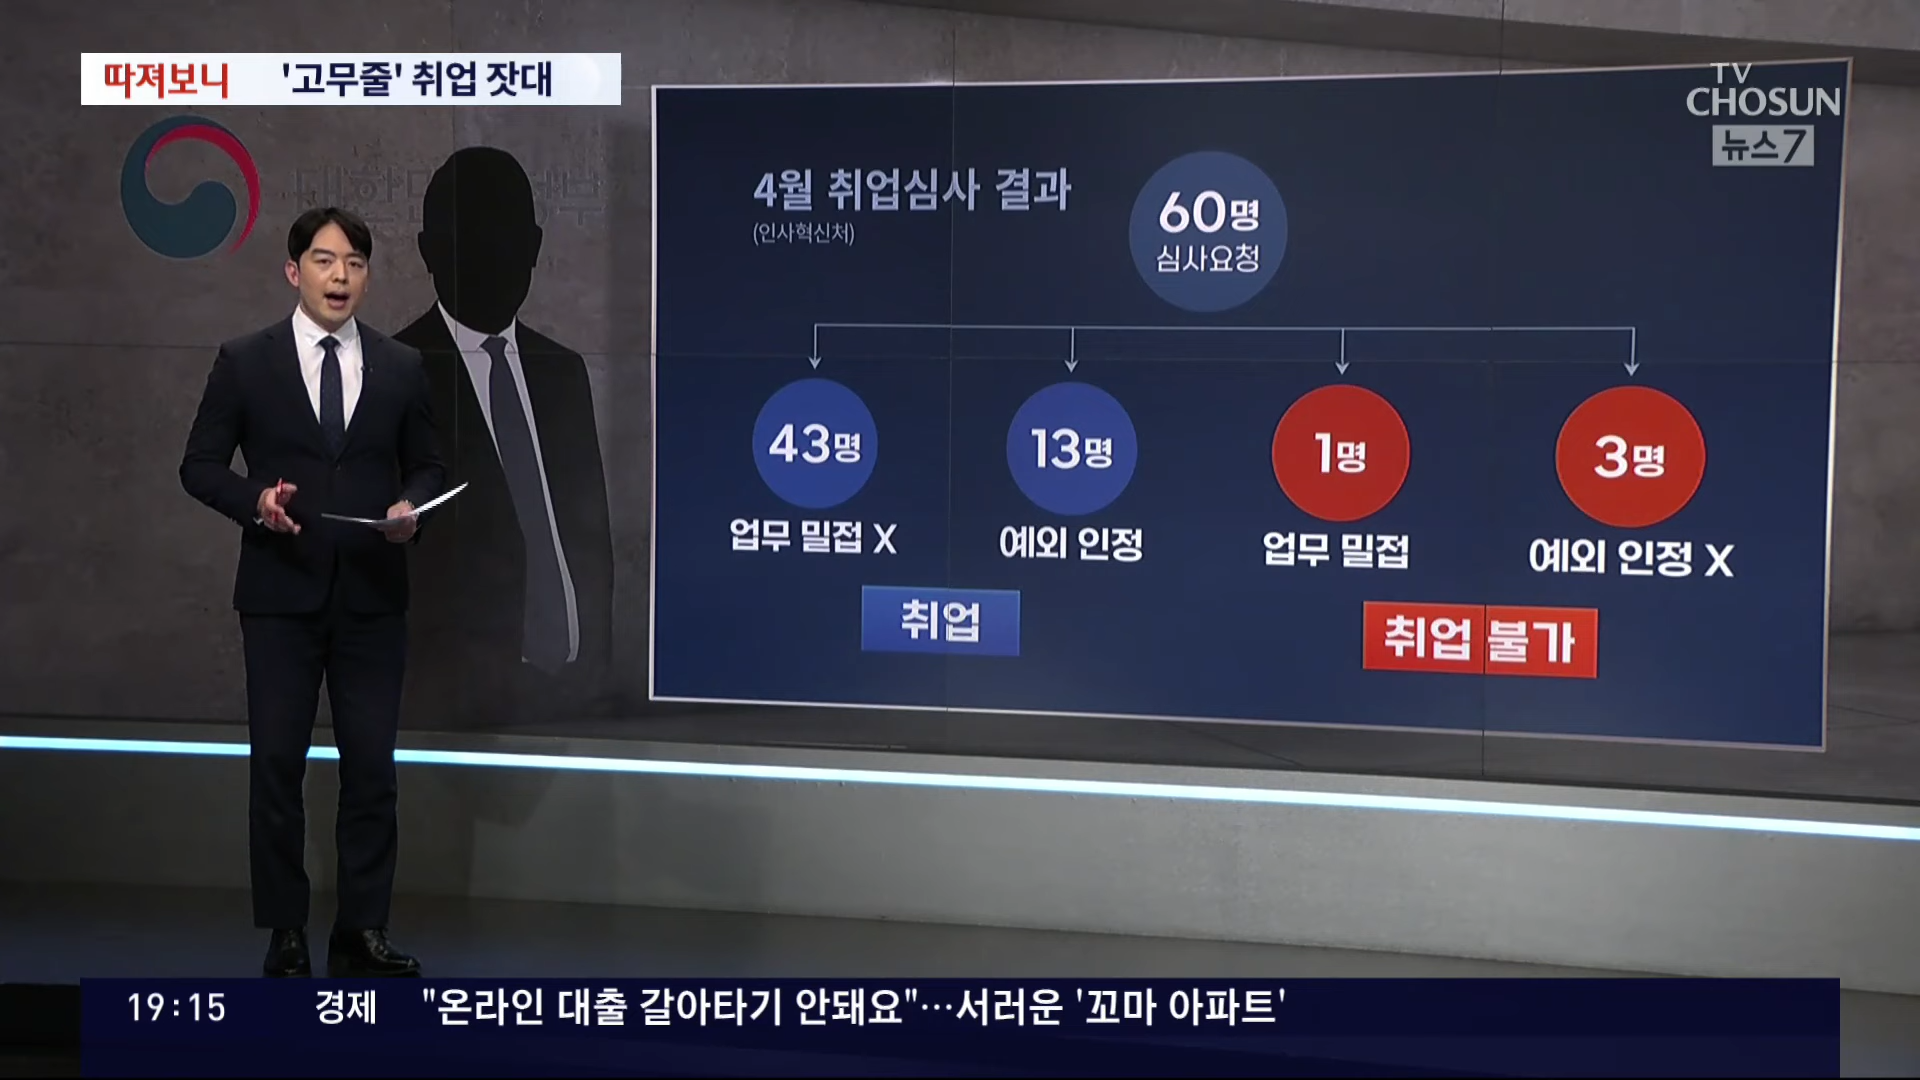 따져보니 '고무줄' 취업 잣대
TV
CHOSUN
뉴스7
4월 취업심사 결과
(인사혁신처)
60명
심사요청
43명
13명
1명
3명
업무 밀접 X
예외 인정
업무 밀접
예외 인정 X
취업
취업 불가
19:15 경제 "온라인 대출 갈아타기 안돼요"…서러운 '꼬마 아파트'